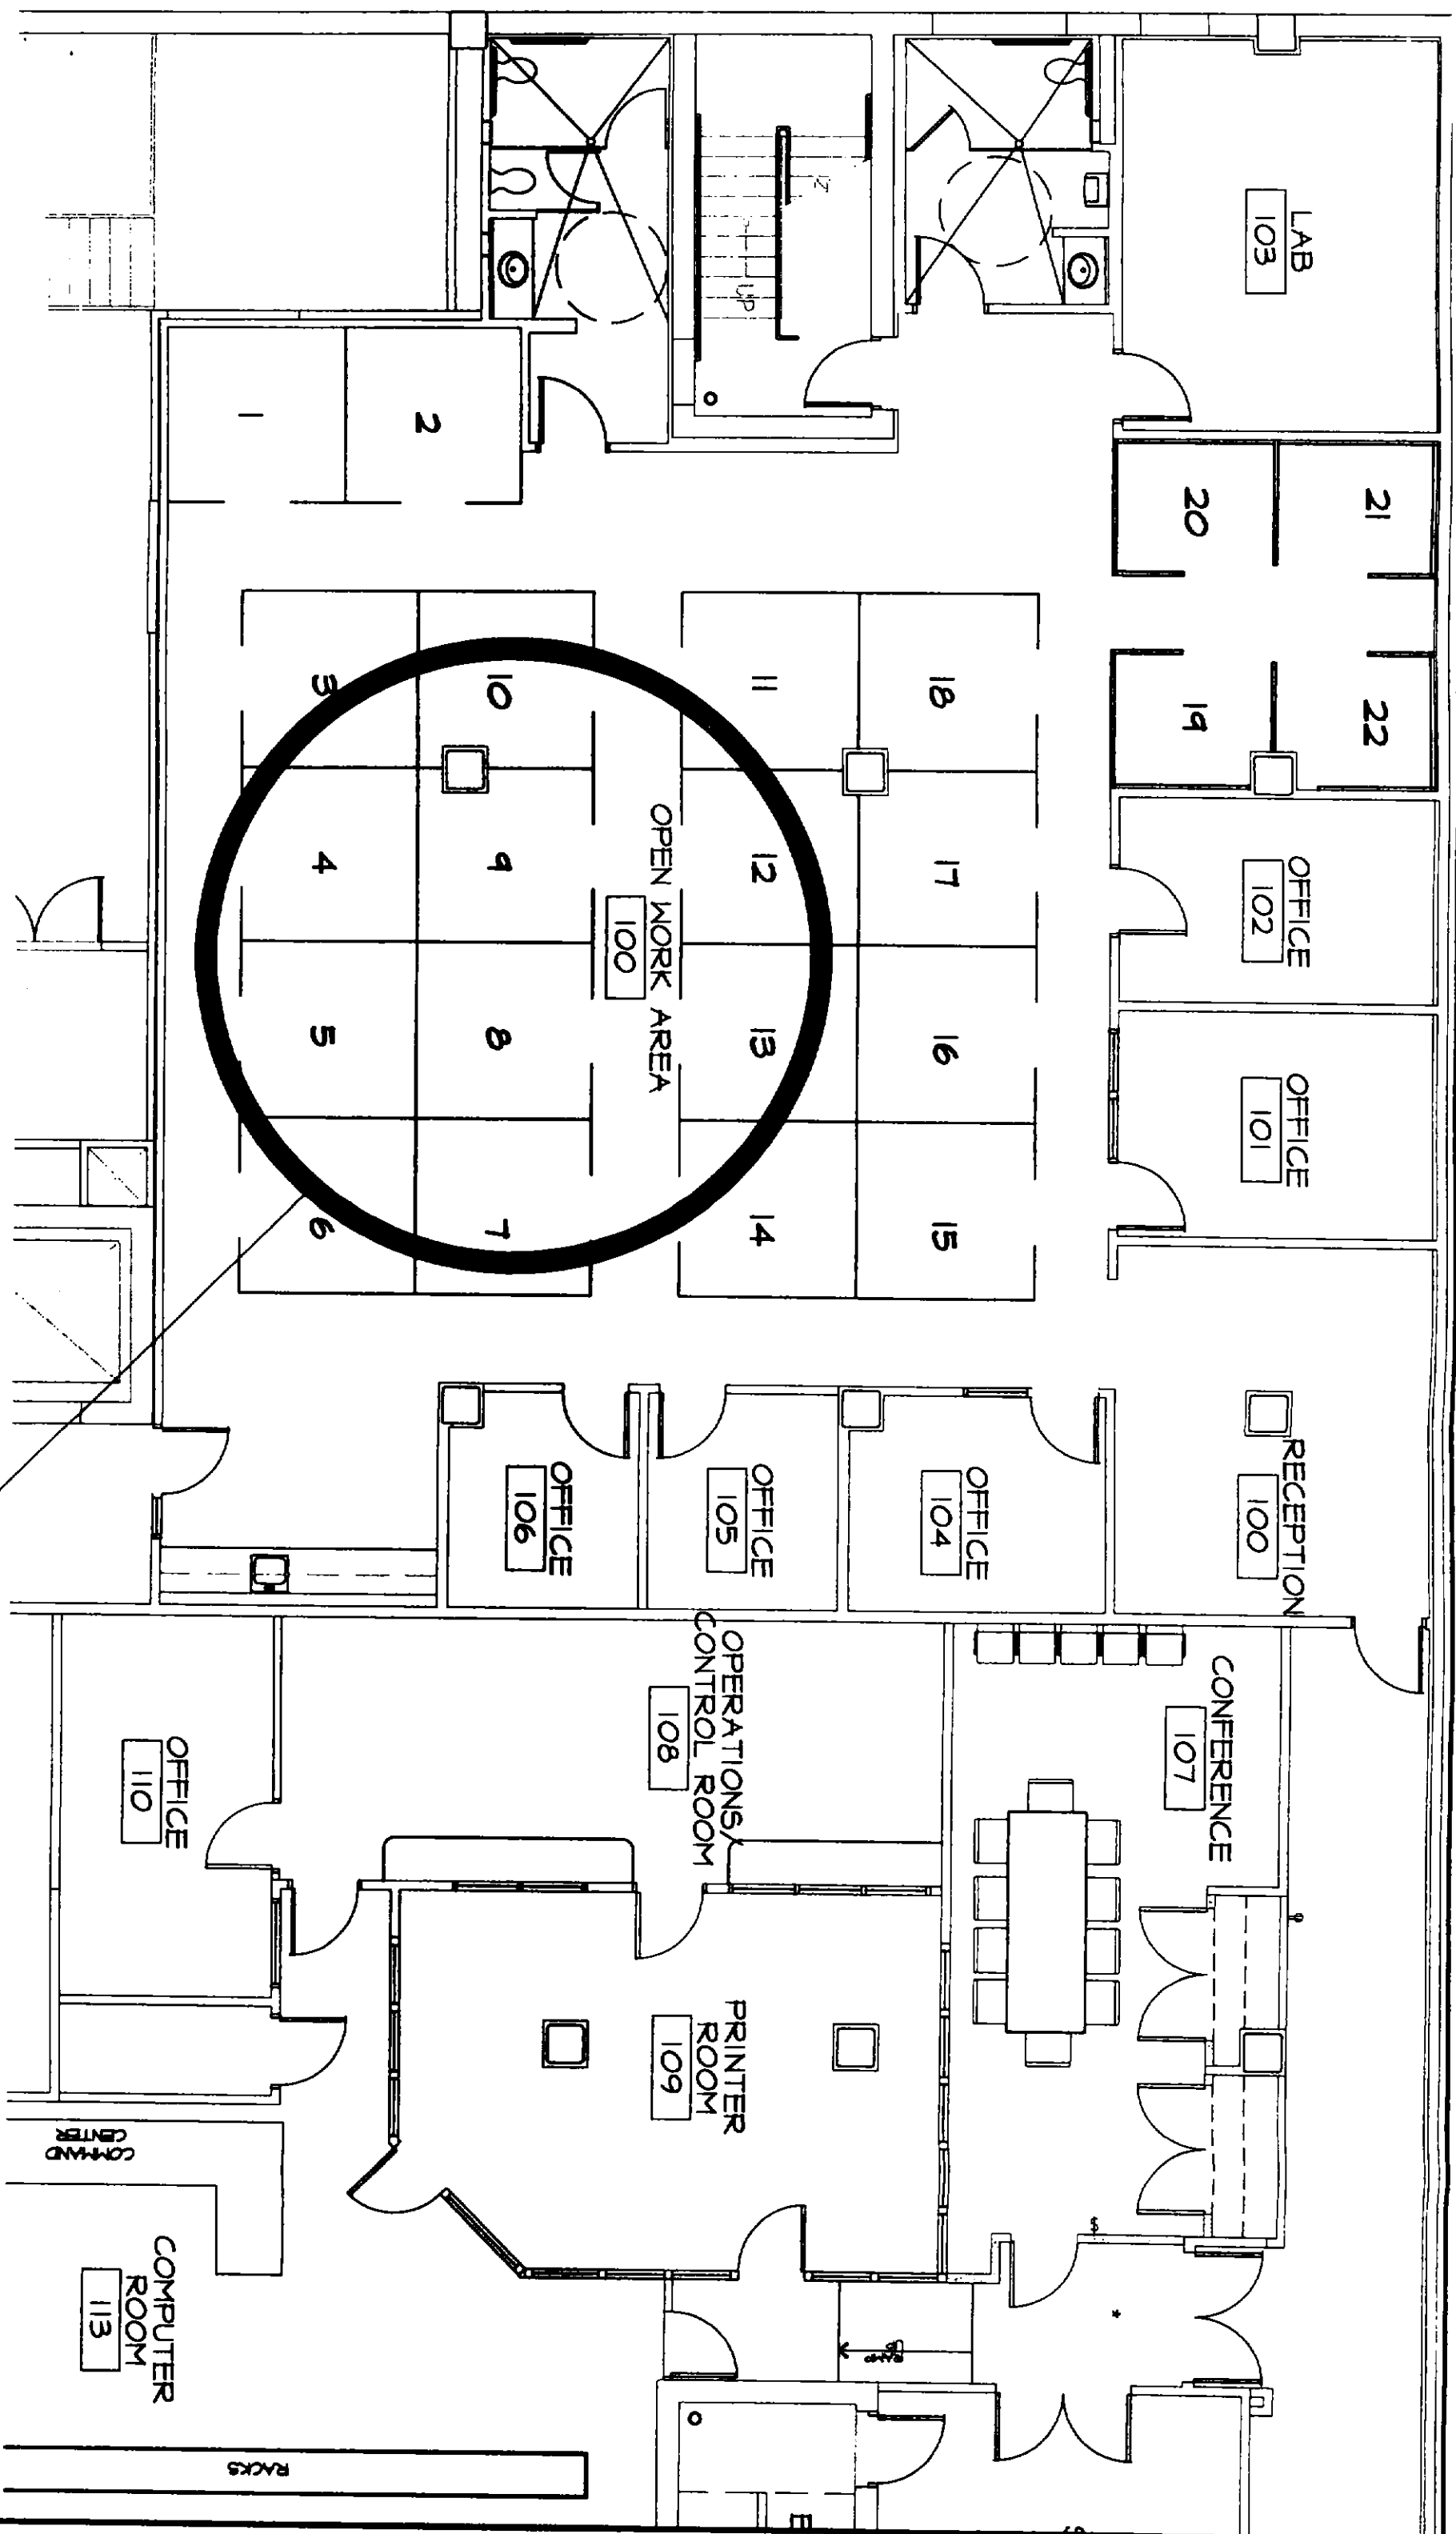 LAB
103
21
20
22
19
OFFICE
102
OFFICE
101
RECEPTION
100
UP
18
17
16
15
11
12
13
14
OPEN WORK AREA
100
2
1
10
9
8
7
3
4
5
6
OFFICE
104
OFFICE
105
OFFICE
106
CONFERENCE
107
OPERATIONS/
CONTROL ROOM
108
OFFICE
110
PRINTER
ROOM
109
COMMAND
CENTER
COMPUTER
ROOM
113
UP
RAMP
RACKS
$
*